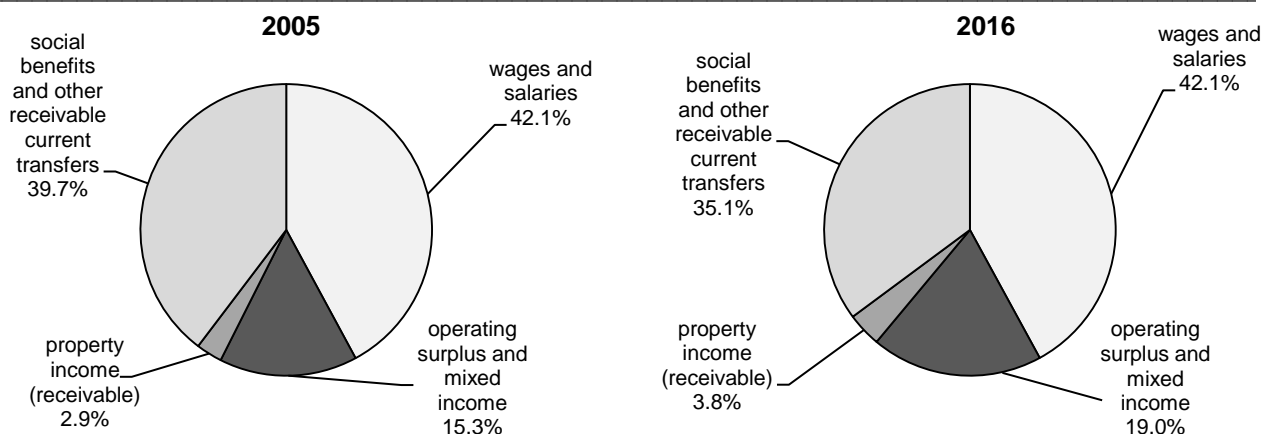 2005
social
benefits
and other
receivable
current
transfers
39.7%
wages and
salaries
42.1%
property
income
(receivable)
2.9%
operating
surplus and
mixed
income
15.3%
2016
social
benefits
and other
receivable
current
transfers
35.1%
wages and
salaries
42.1%
property
income
(receivable)
3.8%
operating
surplus and
mixed
income
19.0%